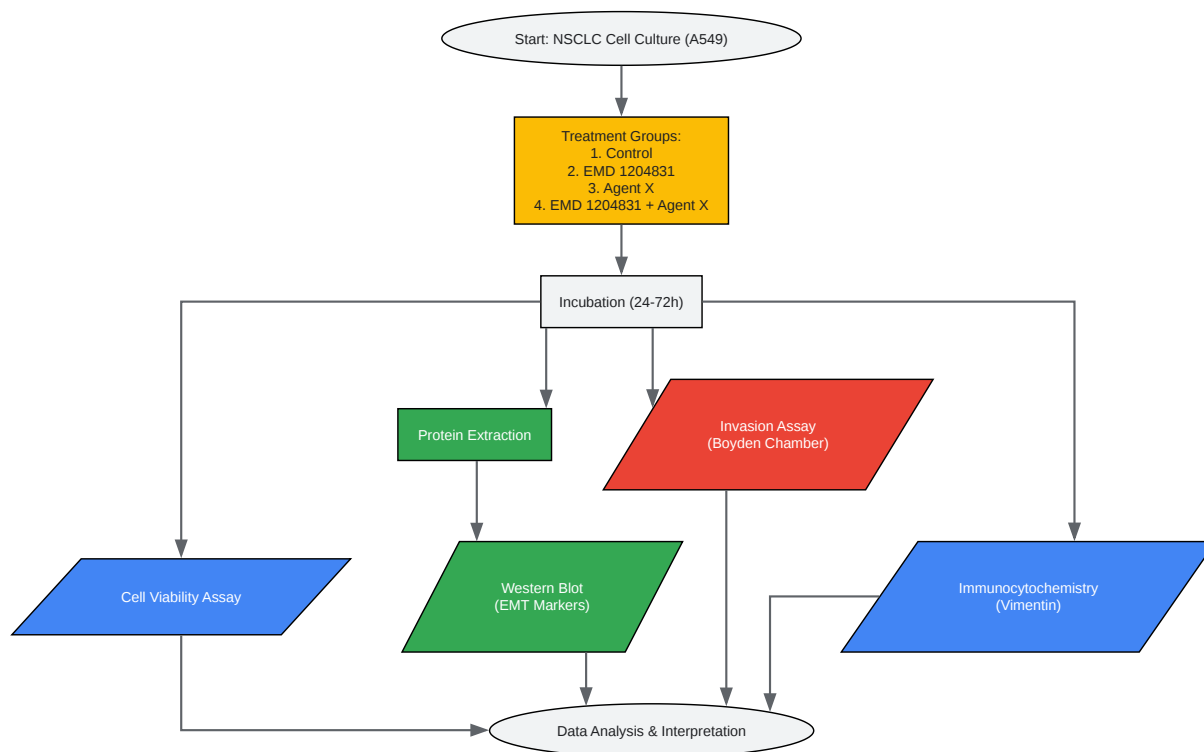 Start: NSCLC Cell Culture (A549)
Treatment Groups:
1. Control
2. EMD 1204831
3. Agent X
4. EMD 1204831 + Agent X
Incubation (24-72h)
Protein Extraction
Invasion Assay
(Boyden Chamber)
Cell Viability Assay
Western Blot
(EMT Markers)
Immunocytochemistry
(Vimentin)
Data Analysis & Interpretation